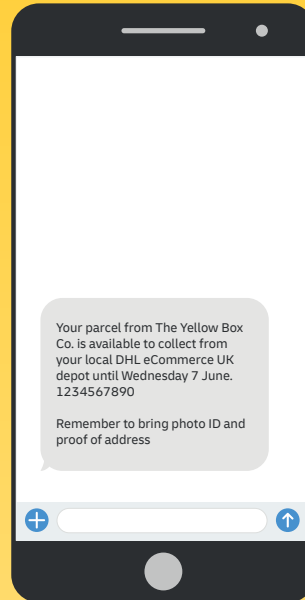 Your parcel from The Yellow Box
Co. is available to collect from
your local DHL eCommerce UK
depot until Wednesday 7 June.
1234567890
Remember to bring photo ID and
proof of address